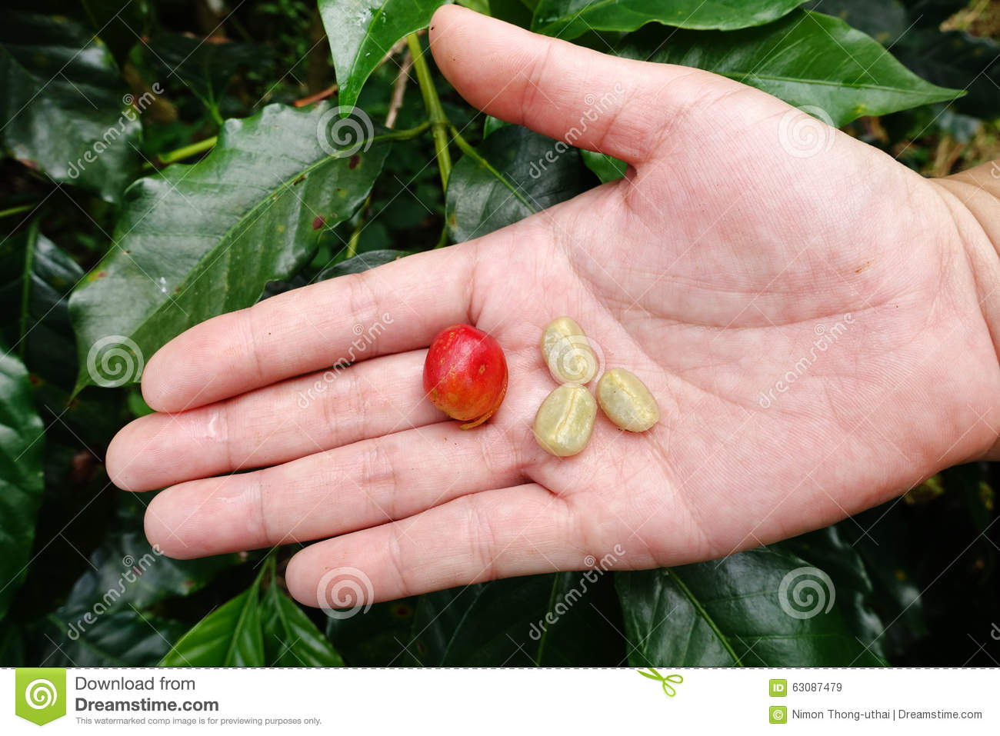 dreamstime.
dreamstime.
dreamstime.
dreamstime.
dreamstime.
dreamstime.
dreamstime.
dreamstime.
Download from
Dreamstime.com
This watermarked comp image is for previewing purposes only.
ID 63087479
© Nimon Thong-uthai | Dreamstime.com